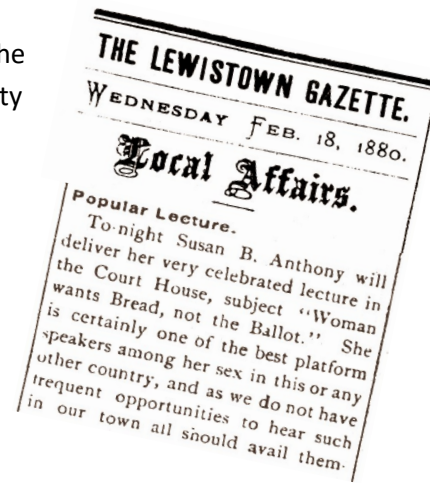 he
ty
THE LEWISTOWN GAZETTE.
WEDNESDAY FEB. 18, 1880.
Local Affairs.
Popular Lecture.
To-night Susan B. Anthony will
deliver her very celebrated lecture in
the Court House, subject "Woman
wants Bread, not the Ballot." She
is certainly one of the best platform
speakers among her sex in this or any
other country, and as we do not have
frequent opportunities to hear such
in our town all should avail them-